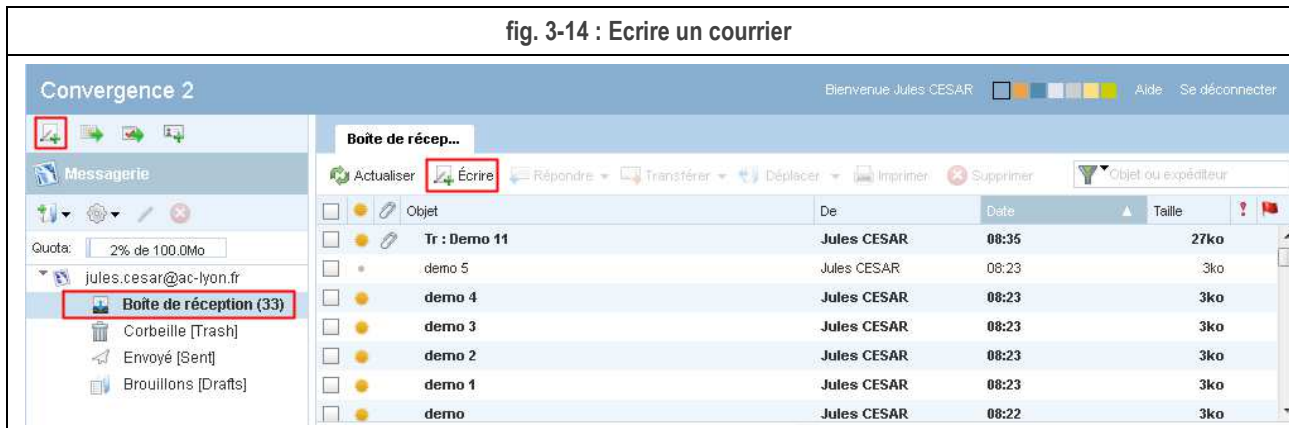 fig. 3-14 : Ecrire un courrier
Convergence 2
Bienvenue Jules CESAR Aide Se déconnecter
Boîte de récep...
Messagerie
Actualiser Écrire Répondre Transférer Déplacer Imprimer Supprimer Objet ou expéditeur
Objet De Date Taille
Quota: 2% de 100.0Mo
jules.cesar@ac-lyon.fr
Boîte de réception (33)
Corbeille [Trash]
Envoyé [Sent]
Brouillons [Drafts]
Tr : Demo 11 Jules CESAR 08:35 27ko
demo 5 Jules CESAR 08:23 3ko
demo 4 Jules CESAR 08:23 3ko
demo 3 Jules CESAR 08:23 3ko
demo 2 Jules CESAR 08:23 3ko
demo 1 Jules CESAR 08:23 3ko
demo Jules CESAR 08:22 3ko